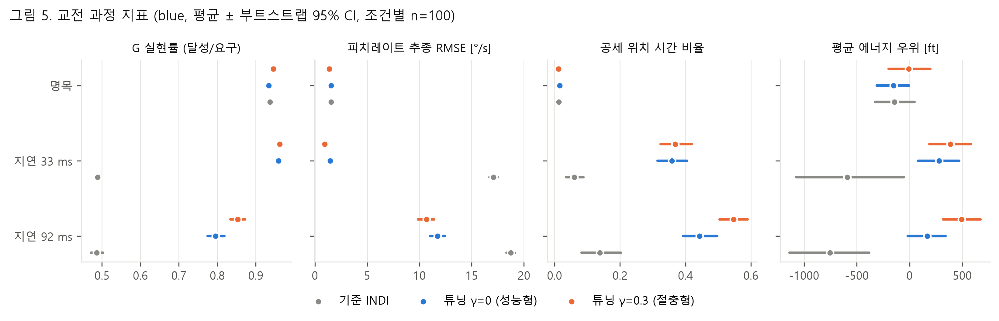 그림 5. 교전 과정 지표 (blue, 평균 ± 부트스트랩 95% CI, 조건별 n=100)
G 실현률 (달성/요구)
피치레이트 추종 RMSE [°/s]
공세 위치 시간 비율
평균 에너지 우위 [ft]
명목
지연 33 ms
지연 92 ms
0.5 0.6 0.7 0.8 0.9
0 5 10 15 20
0.0 0.2 0.4 0.6
-1000 -500 0 500
기준 INDI
튜닝 γ=0 (성능형)
튜닝 γ=0.3 (절충형)